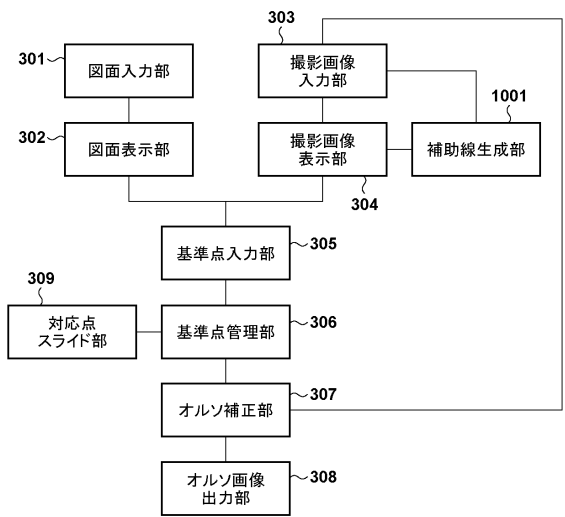 303
301
図面入力部
撮影画像
入力部
1001
302
図面表示部
撮影画像
表示部
補助線生成部
304
基準点入力部
305
309
対応点
スライド部
基準点管理部
306
オルソ補正部
307
オルソ画像
出力部
308